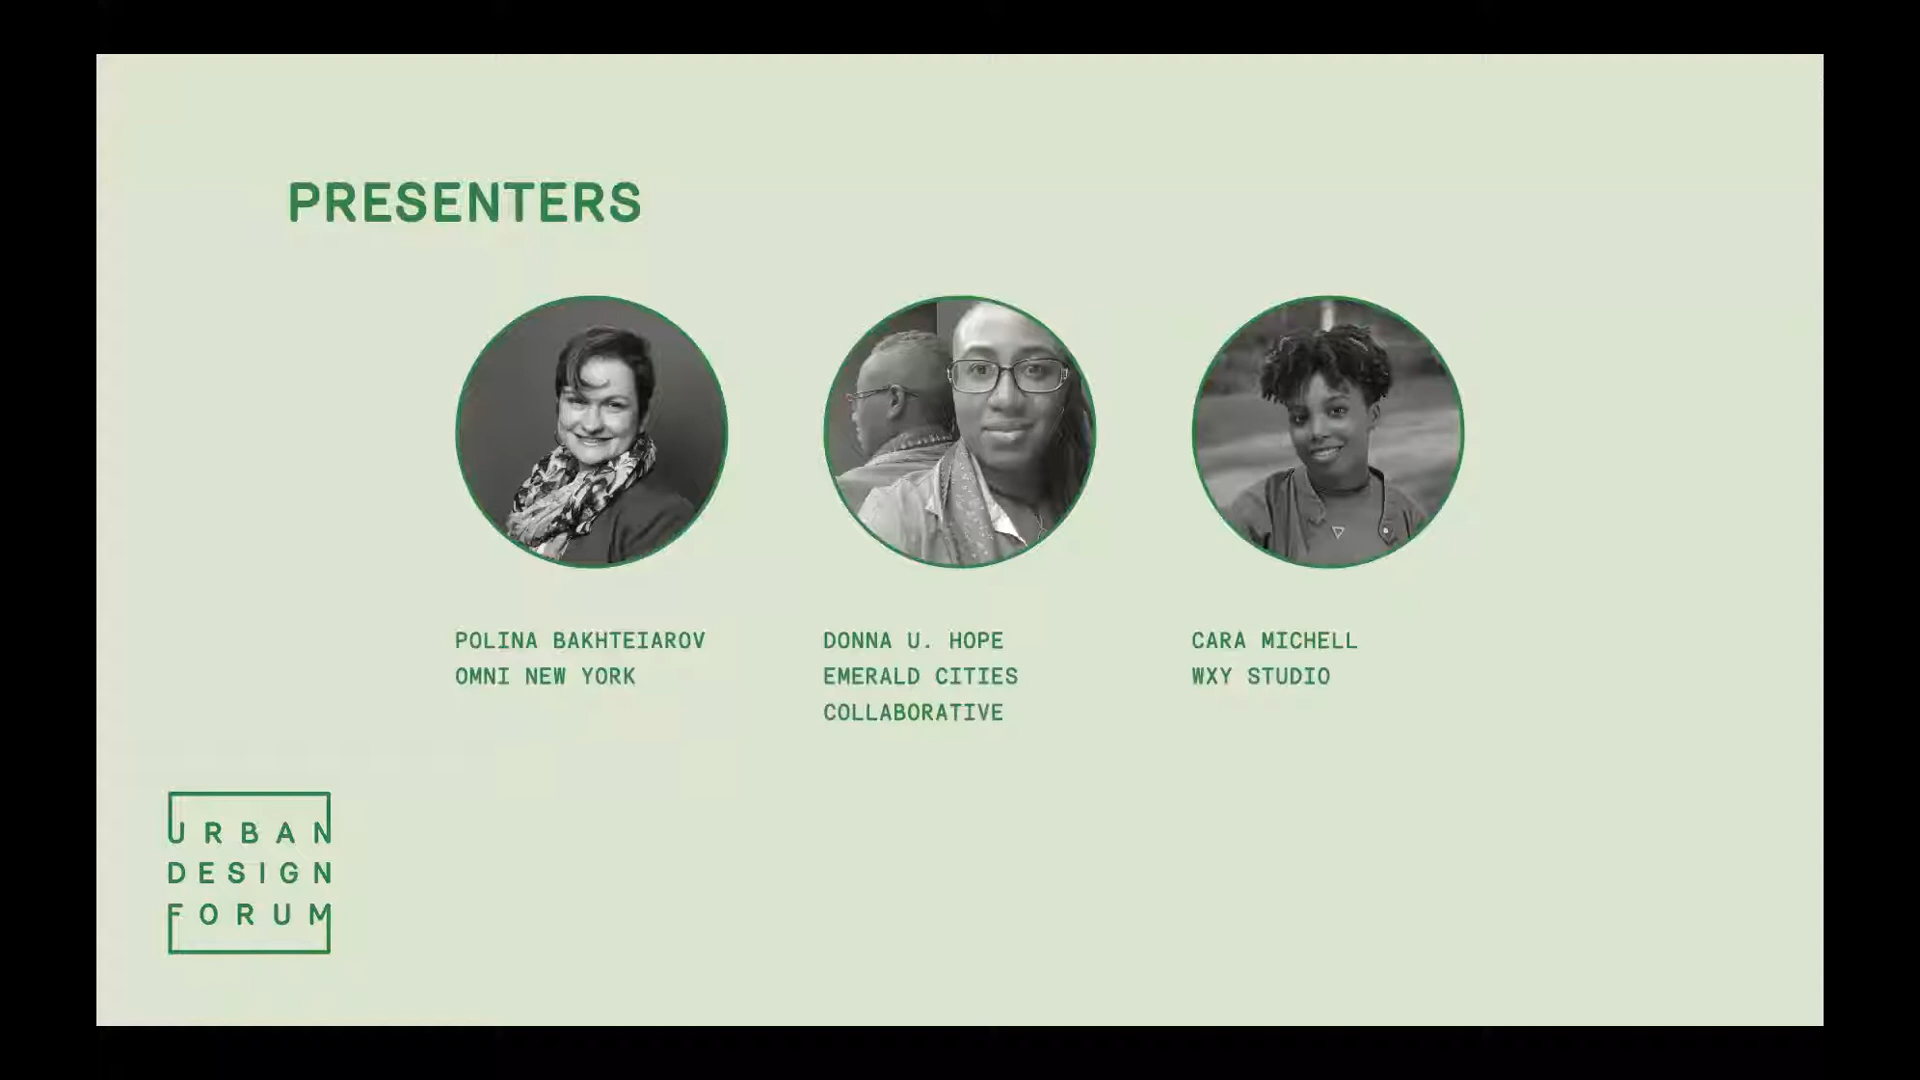 PRESENTERS
POLINA BAKHTEIAROV
OMNI NEW YORK
DONNA U. HOPE
EMERALD CITIES
COLLABORATIVE
CARA MICHELL
WXY STUDIO
URBAN
DESIGN
FORUM